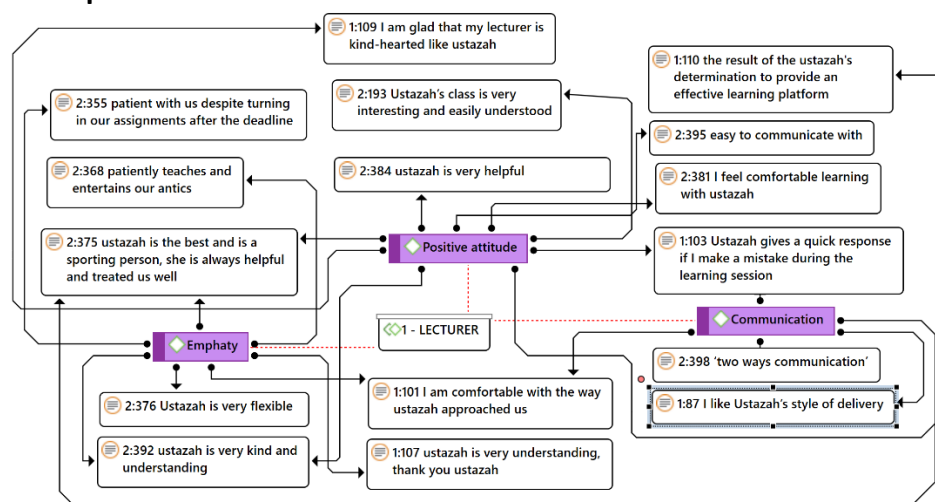 1:109 I am glad that my lecturer is
kind-hearted like ustazah
1:110 the result of the ustazah's
determination to provide an
effective learning platform
2:355 patient with us despite turning
in our assignments after the deadline
2:193 Ustazah's class is very
interesting and easily understood
2:395 easy to communicate with
2:368 patiently teaches and
entertains our antics
2:384 ustazah is very helpful
2:381 I feel comfortable learning
with ustazah
2:375 ustazah is the best and is a
sporting person, she is always helpful
and treated us well
Positive attitude
1:103 Ustazah gives a quick response
if I make a mistake during the
learning session
1 - LECTURER
Communication
Emphaty
2:398 ‘two ways communication’
2:376 Ustazah is very flexible
1:101 I am comfortable with the way
ustazah approached us
1:87 I like Ustazah's style of delivery
2:392 ustazah is very kind and
understanding
1:107 ustazah is very understanding,
thank you ustazah